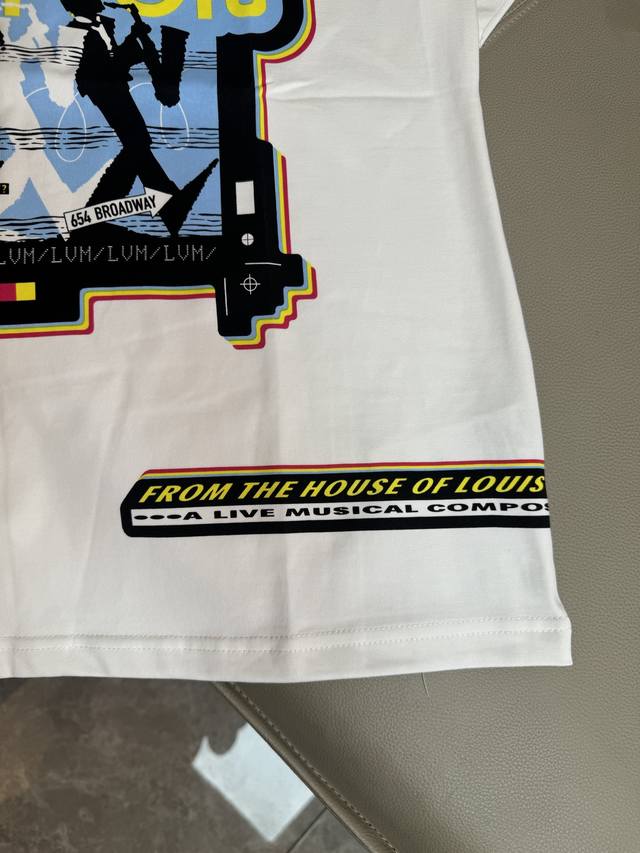 654 BROADWAY
LVM/LVM/LVM/LVM/
FROM THE HOUSE OF LOUIS
A LIVE MUSICAL COMPOS